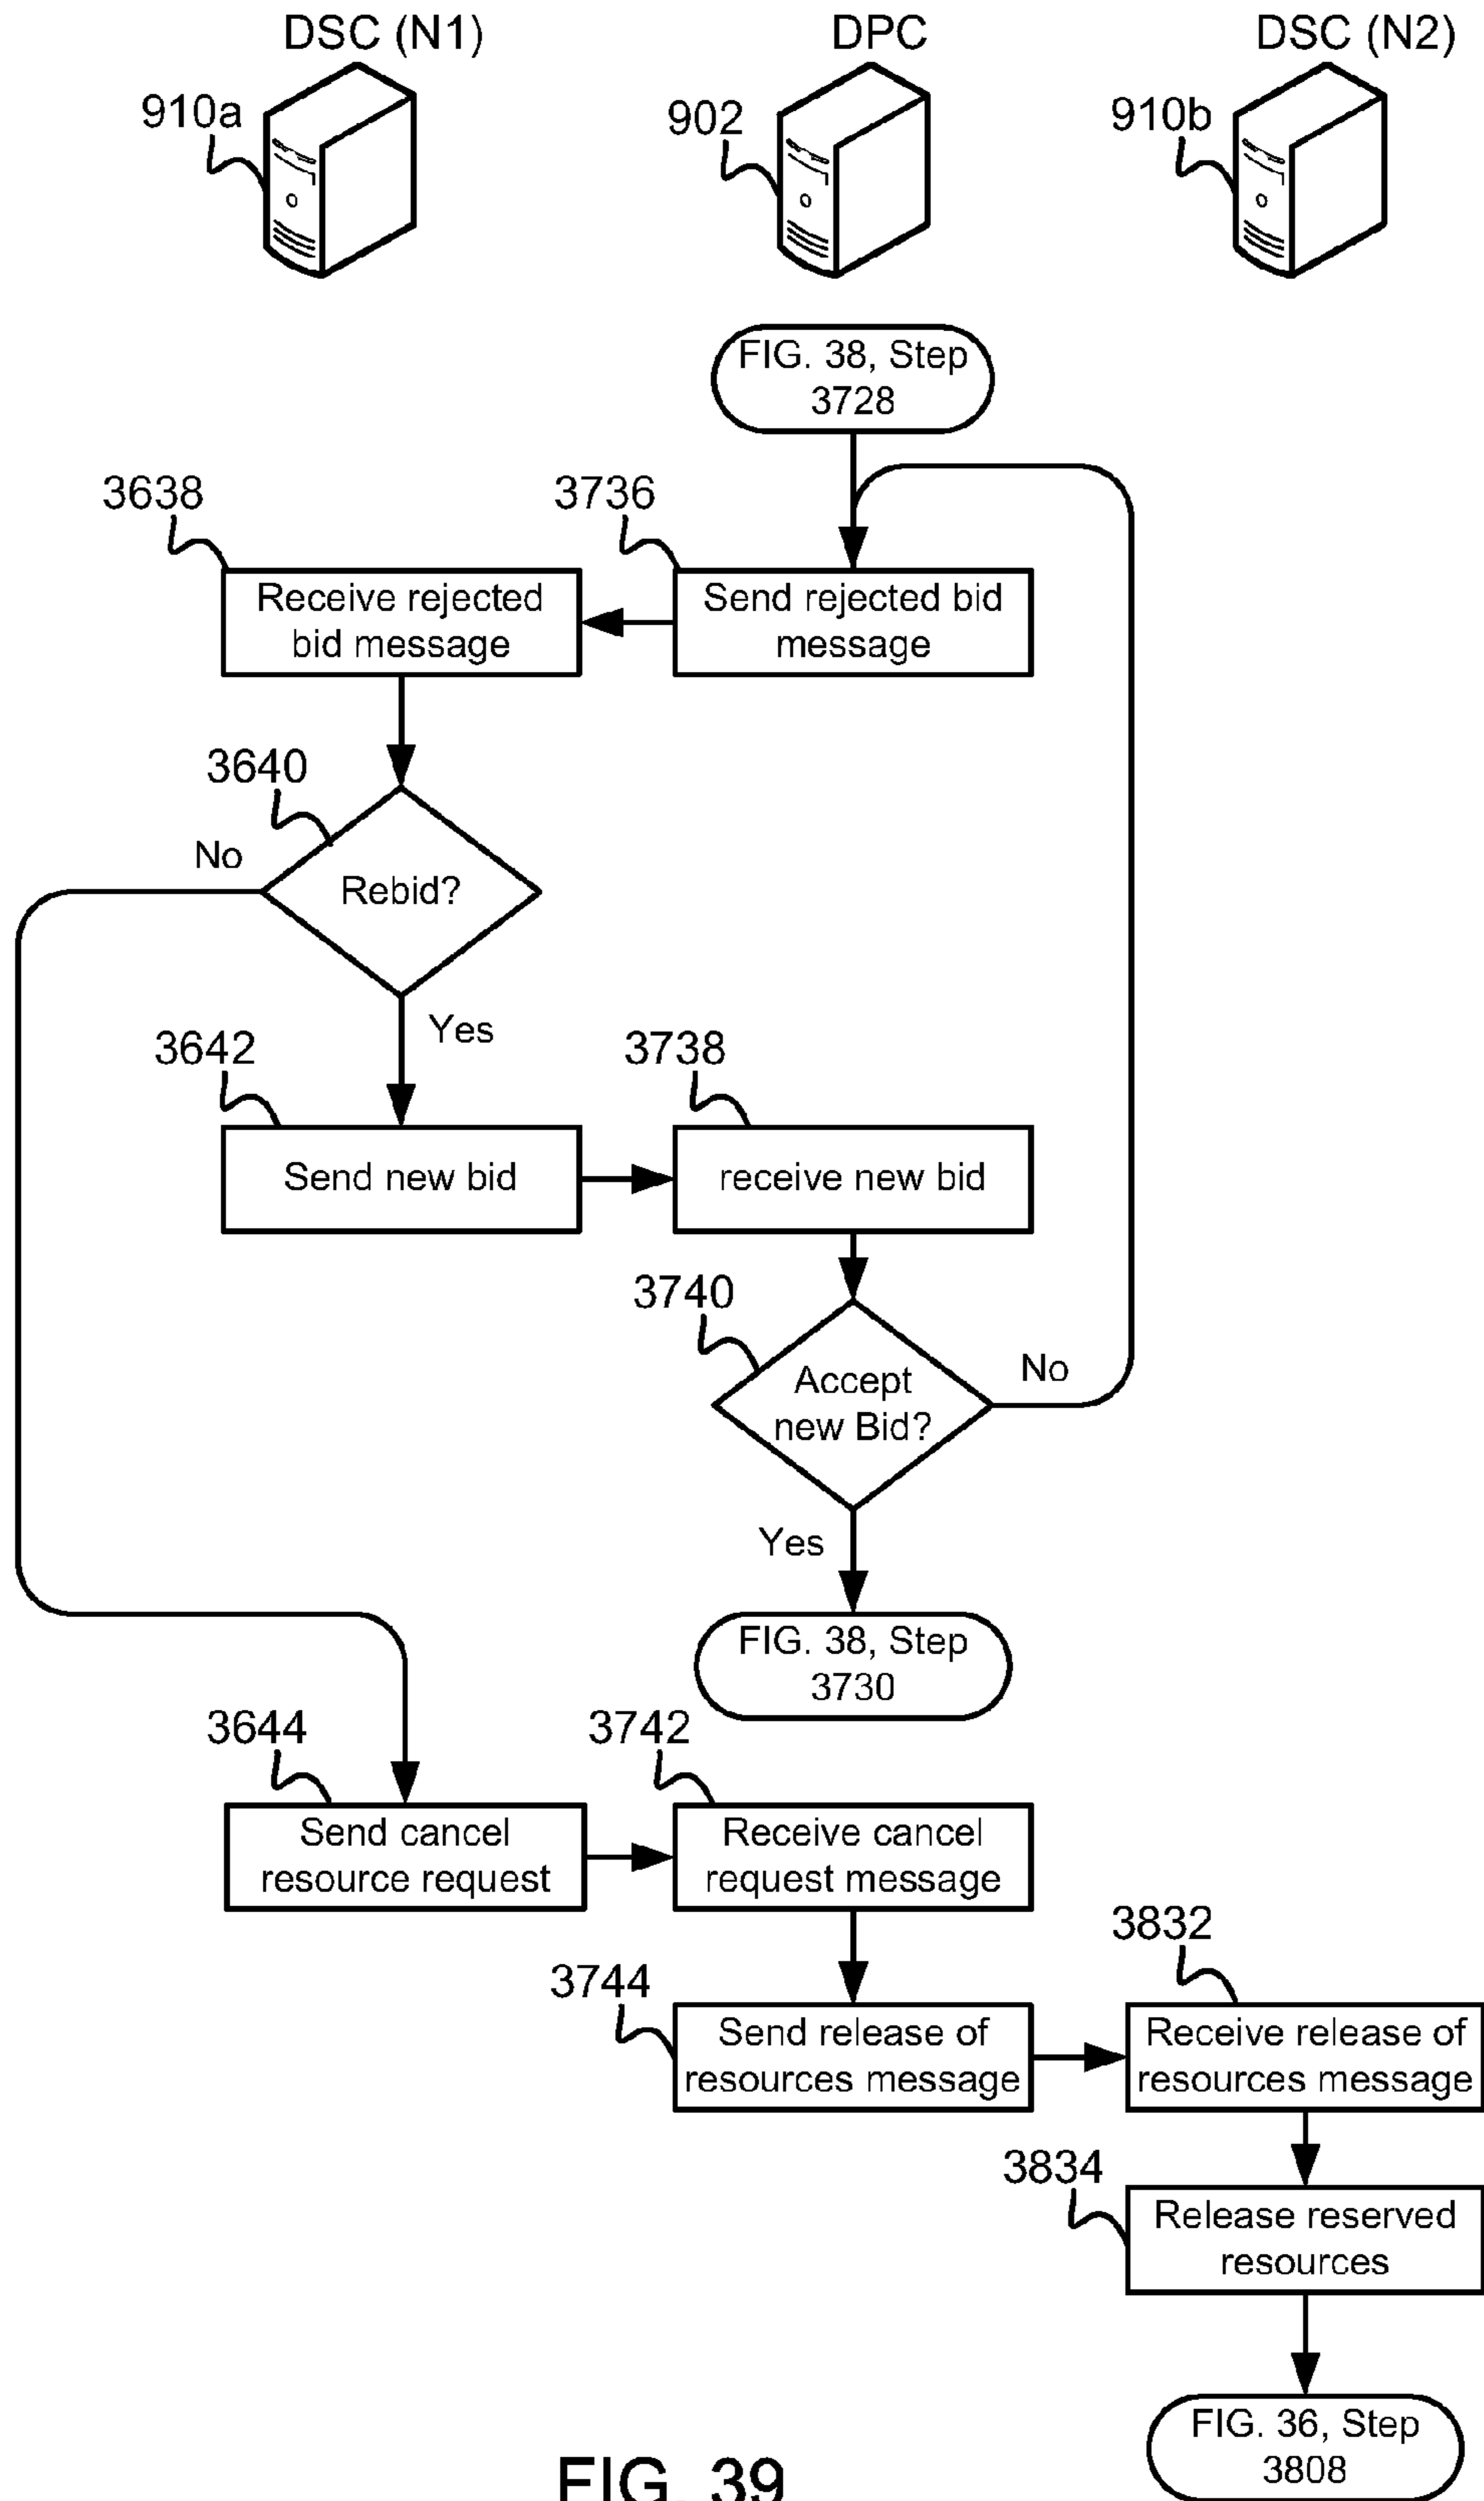 DSC (N1)
DPC
DSC (N2)
910a
902
910b
FIG. 38, Step
3728
3638
3736
Receive rejected
bid message
Send rejected bid
message
3640
No
Rebid?
Yes
3642
3738
Send new bid
receive new bid
3740
Accept
new Bid?
No
Yes
FIG. 38, Step
3730
3644
3742
Send cancel
resource request
Receive cancel
request message
3832
3744
Send release of
resources message
Receive release of
resources message
3834
Release reserved
resources
FIG. 36, Step
3808
FIG. 39